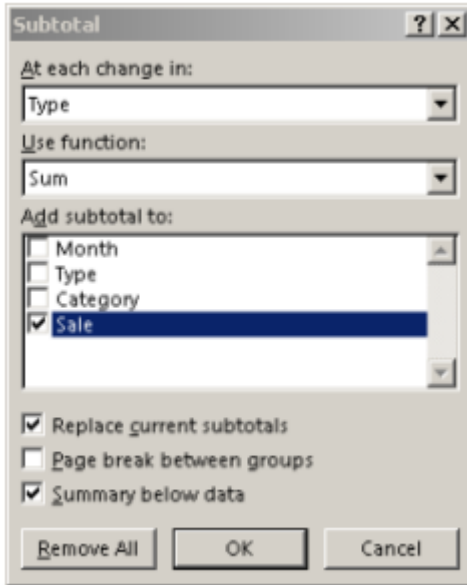 Subtotal
At each change in:
Type
Use function:
Sum
Add subtotal to:
Month
Type
Category
Sale
Replace current subtotals
Page break between groups
Summary below data
Remove All OK Cancel